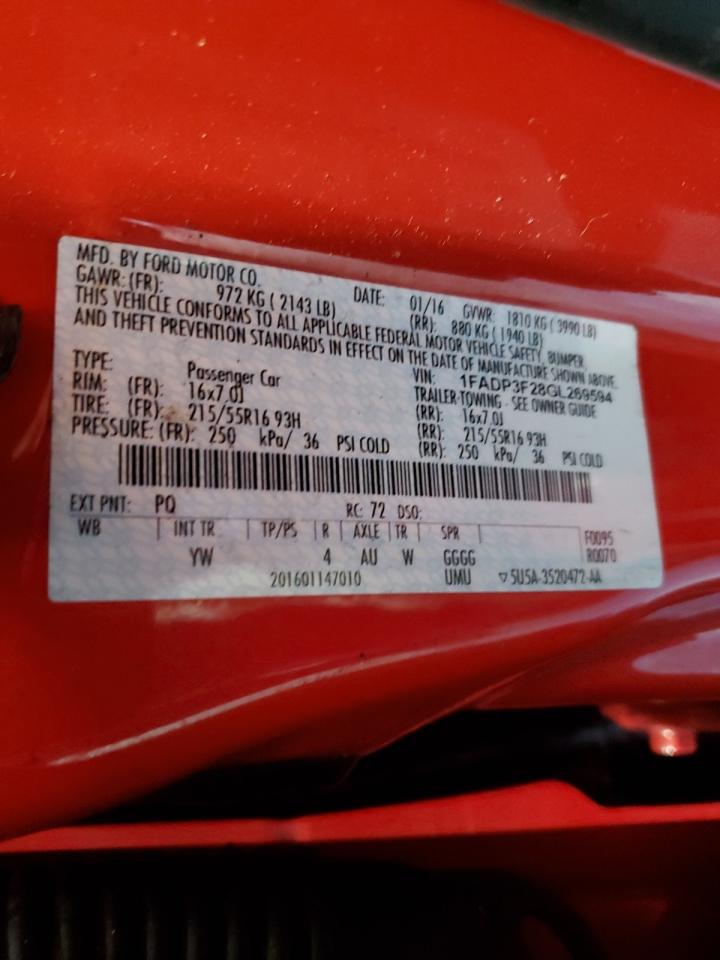 MFD. BY FORD MOTOR CO.
DATE: 01/16 GVWR: 1810 KG ( 3990 LB)
GAWR: (FR): 972 KG ( 2143 LB) (RR): 880 KG ( 1940 LB)
THIS VEHICLE CONFORMS TO ALL APPLICABLE FEDERAL MOTOR VEHICLE SAFETY, BUMPER,
AND THEFT PREVENTION STANDARDS IN EFFECT ON THE DATE OF MANUFACTURE SHOWN ABOVE.
VIN: 1FADP3F28GL269594
TYPE: Passenger Car TRAILER-TOWING - SEE OWNER GUIDE
RIM: (FR): 16x7.0J (RR): 16x7.0J
TIRE: (FR): 215/55R16 93H (RR): 215/55R16 93H
PRESSURE: (FR): 250 kPa/ 36 PSI COLD (RR): 250 kPa/ 36 PSI COLD
EXT PNT: PQ RC: 72 DSO:
WB INT TR TP/PS R AXLE TR SPR F0095
YW 4 AU W GGGG R0070
201601147010 UMU ▽ 5U5A-3520472-AA